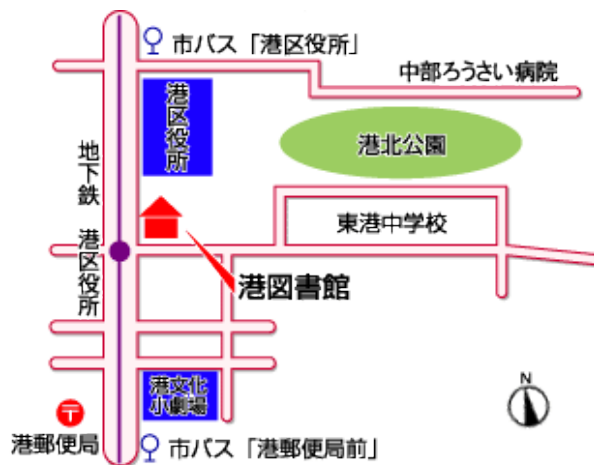 市バス「港区役所」
中部ろうさい病院
港区役所
港北公園
地下鉄 港区役所
東港中学校
港図書館
港文化
小劇場
N
〒
港郵便局
市バス「港郵便局前」